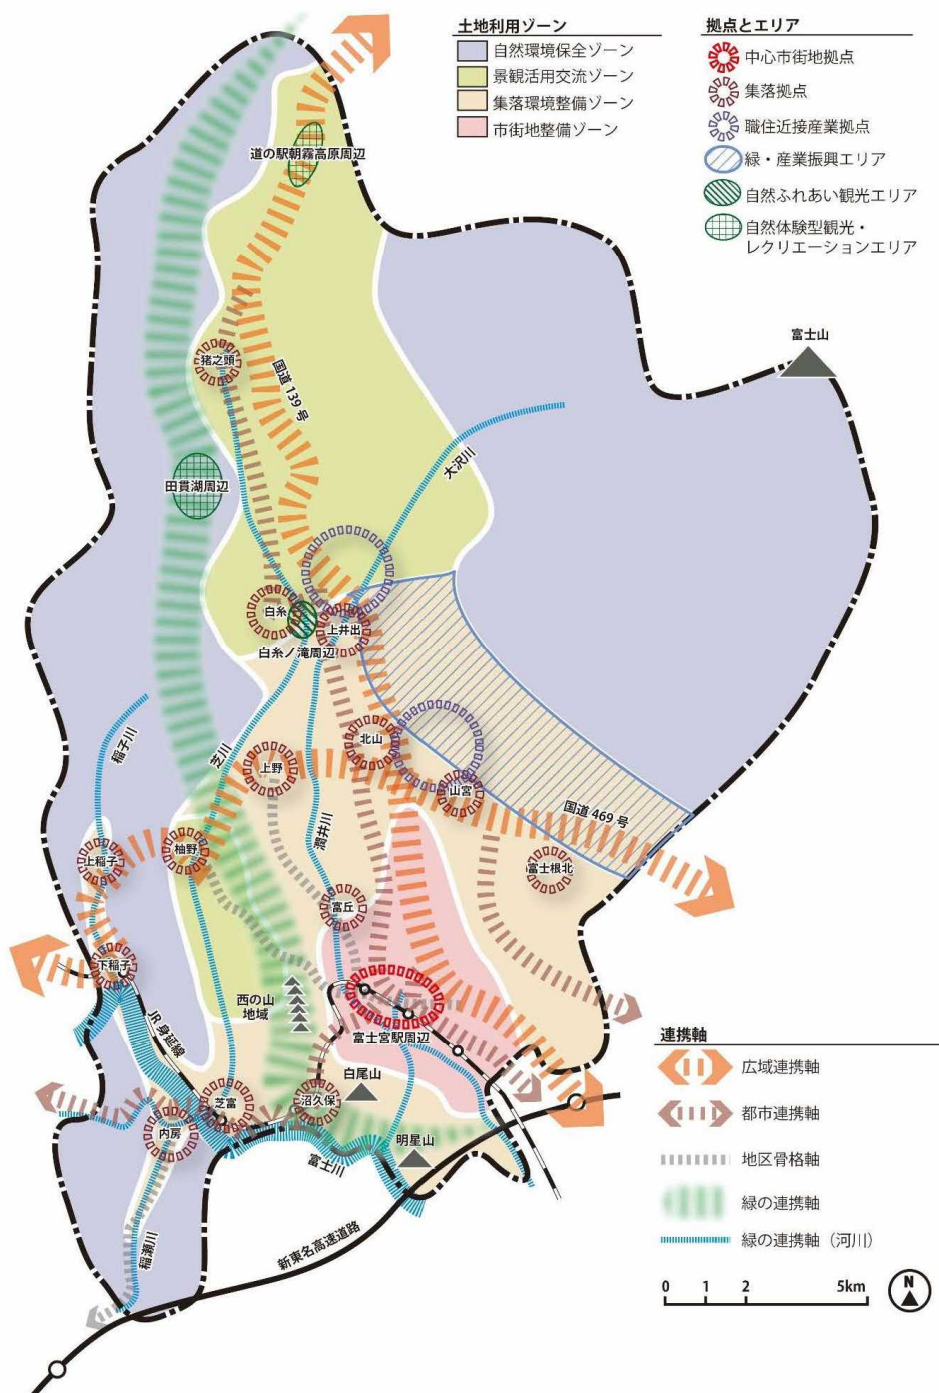 土地利用ゾーン
自然環境保全ゾーン
景観活用交流ゾーン
集落環境整備ゾーン
市街地整備ゾーン
拠点とエリア
中心市街地拠点
集落拠点
職住近接産業拠点
緑・産業振興エリア
自然ふれあい観光エリア
自然体験型観光・
レクリエーションエリア
道の駅朝霧高原周辺
富士山
猪之頭
国道139号
大沢川
田貫湖周辺
白糸
上井出
白糸ノ滝周辺
稲子川
芝川
北山
上野
山宮
国道469号
潤井川
上稲子
柚野
富士根北
富丘
下稲子
西の山
地域
JR身延線
富士宮駅周辺
白尾山
芝富
沼久保
内房
明星山
富士川
稲瀬川
新東名高速道路
連携軸
広域連携軸
都市連携軸
地区骨格軸
緑の連携軸
緑の連携軸（河川）
0 1 2 5km
N